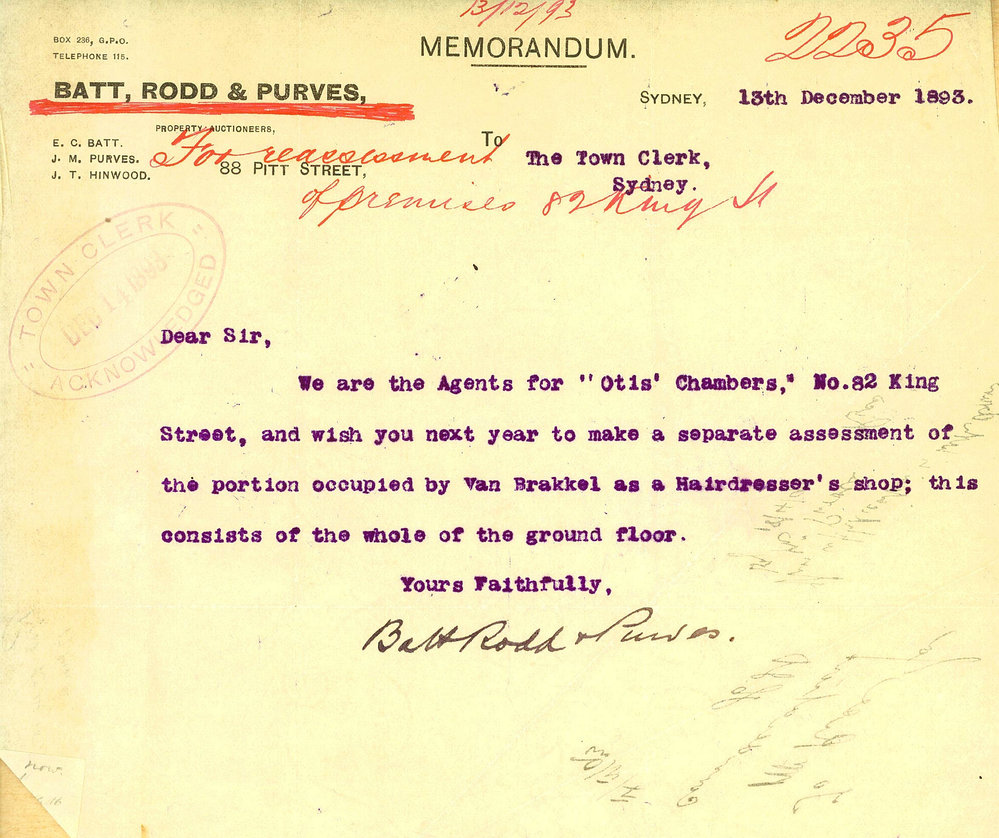 13/12/93
2235
BOX 236, G.P.O.
TELEPHONE 115.
MEMORANDUM.
BATT, RODD & PURVES,
SYDNEY, 13th December 1893.
PROPERTY AUCTIONEERS,
E. C. BATT.
J. M. PURVES.
J. T. HINWOOD.
88 PITT STREET,
For reassessment
of premises 82 King St
To
The Town Clerk,
Sydney.
"TOWN CLERK"
DEC 14 1893
ACKNOWLEDGED
Dear Sir,
We are the Agents for "Otis' Chambers," No.82 King
Street, and wish you next year to make a separate assessment of
the portion occupied by Van Brakkel as a Hairdresser's shop; this
consists of the whole of the ground floor.
Yours Faithfully,
Batt Rodd & Purves.